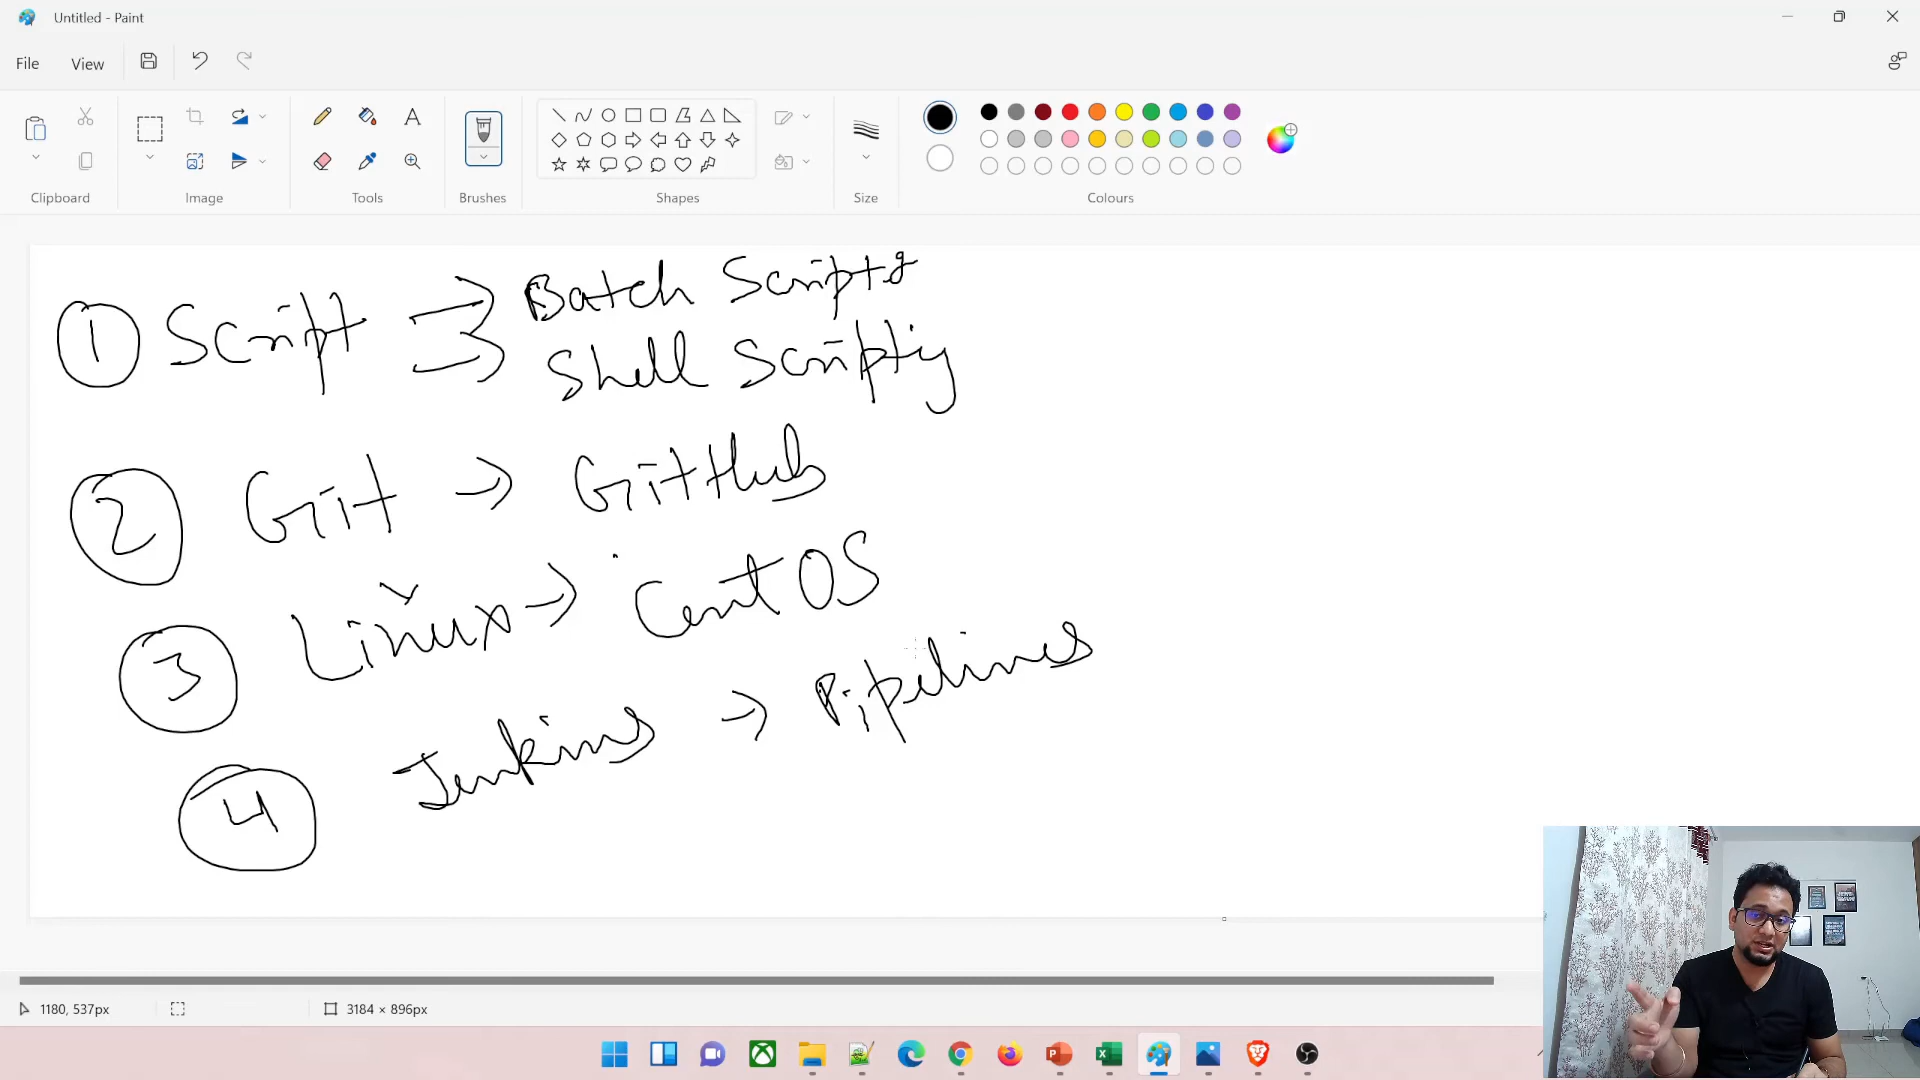 Untitled - Paint
File View
Clipboard Image Tools Brushes Shapes Size Colours
Batch Scripts
① Script
Shell Scriptig
② Git → GitHub
③ Linux → CentOS
④ Jenkins → Pipelines
1180, 537px 3184 × 896px